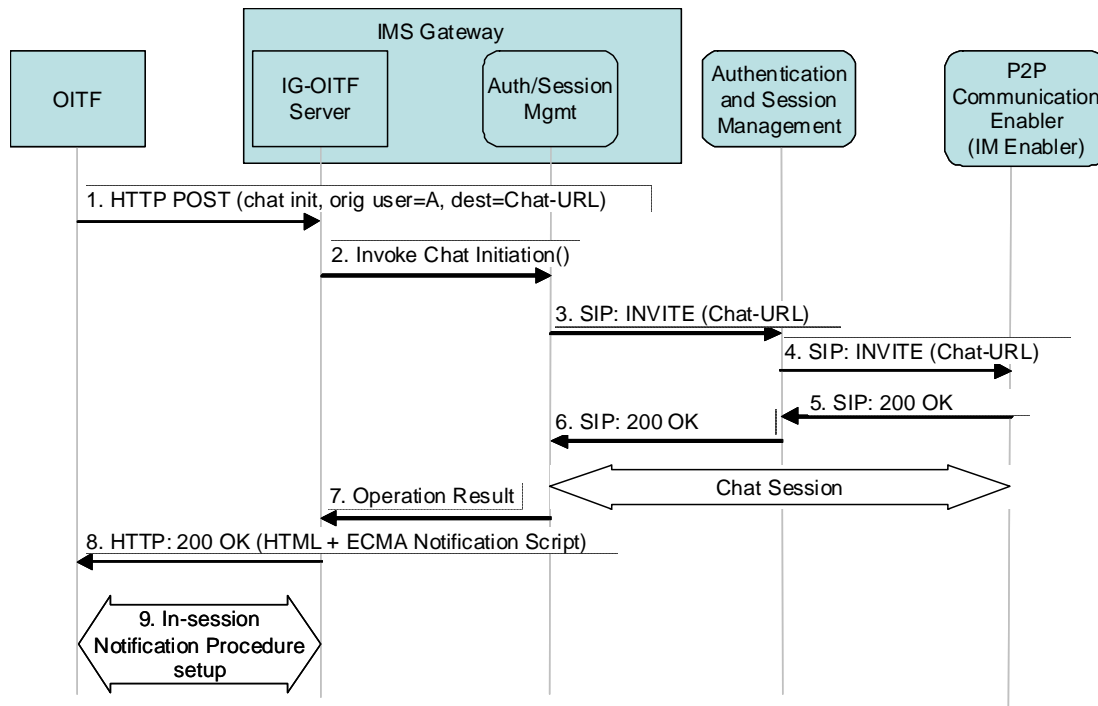 IMS Gateway
OITF
IG-OITF
Server
Auth/Session
Mgmt
Authentication
and Session
Management
P2P
Communication
Enabler
(IM Enabler)
1. HTTP POST (chat init, orig user=A, dest=Chat-URL)
2. Invoke Chat Initiation()
3. SIP: INVITE (Chat-URL)
4. SIP: INVITE (Chat-URL)
5. SIP: 200 OK
6. SIP: 200 OK
Chat Session
7. Operation Result
8. HTTP: 200 OK (HTML + ECMA Notification Script)
9. In-session
Notification Procedure
setup